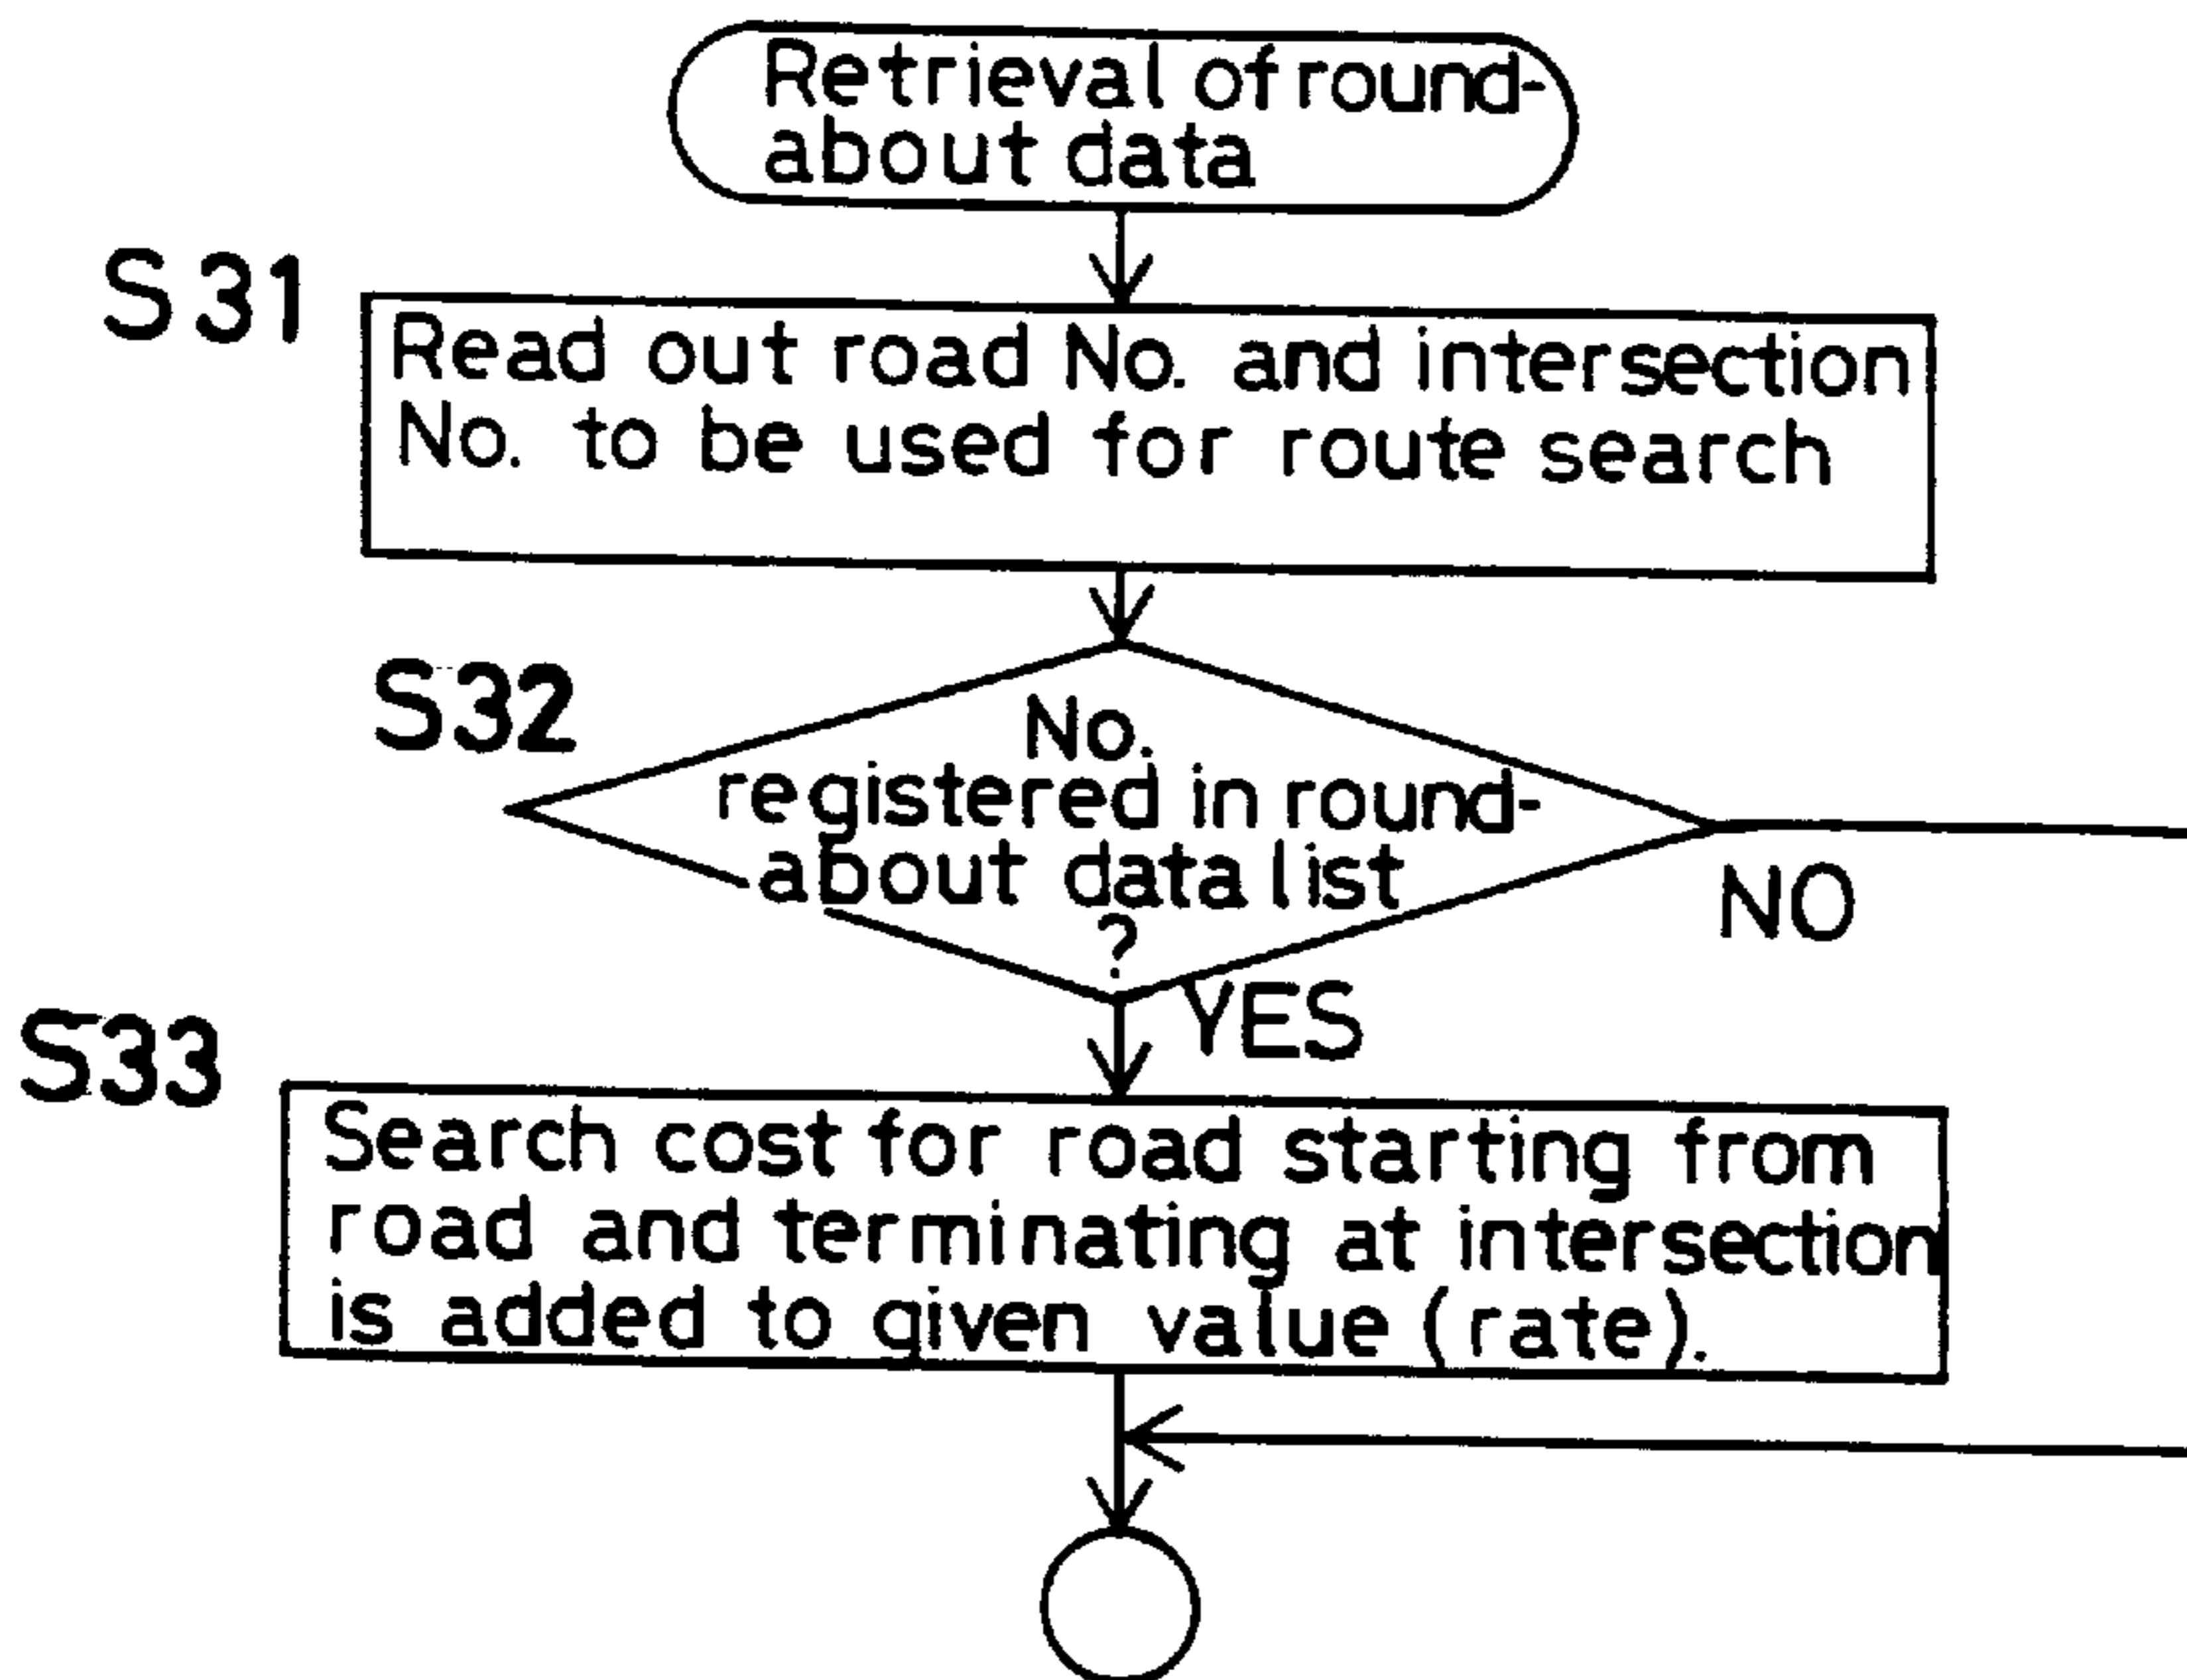 Retrieval of round-
about data
S31
Read out road No. and intersection
No. to be used for route search
S32
No.
registered in round-
about data list
?
NO
YES
S33
Search cost for road starting from
road and terminating at intersection
is added to given value (rate).